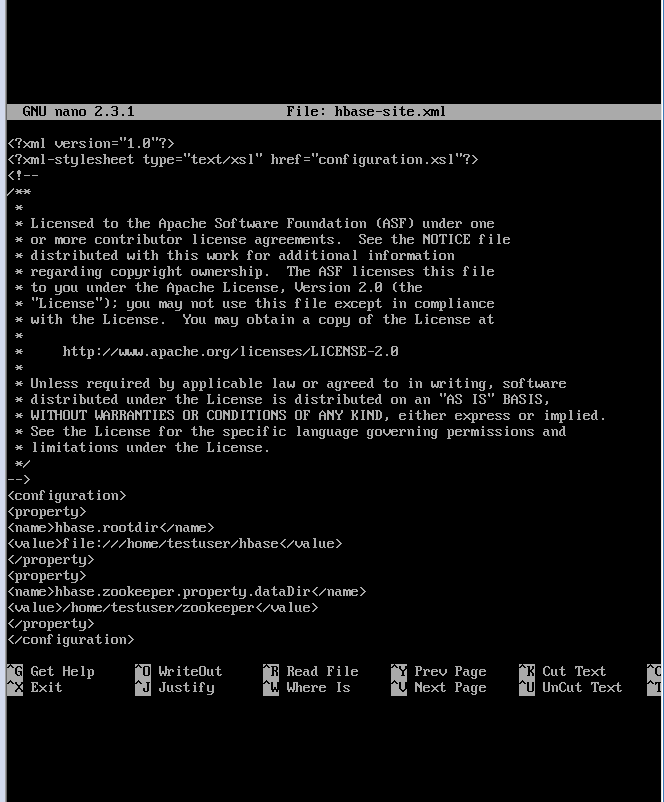 GNU nano 2.3.1 File: hbase-site.xml
<?xml version="1.0"?>
<?xml-stylesheet type="text/xsl" href="configuration.xsl"?>
<!--
/**
 *
 * Licensed to the Apache Software Foundation (ASF) under one
 * or more contributor license agreements.  See the NOTICE file
 * distributed with this work for additional information
 * regarding copyright ownership.  The ASF licenses this file
 * to you under the Apache License, Version 2.0 (the
 * "License"); you may not use this file except in compliance
 * with the License.  You may obtain a copy of the License at
 *
 *     http://www.apache.org/licenses/LICENSE-2.0
 *
 * Unless required by applicable law or agreed to in writing, software
 * distributed under the License is distributed on an "AS IS" BASIS,
 * WITHOUT WARRANTIES OR CONDITIONS OF ANY KIND, either express or implied.
 * See the License for the specific language governing permissions and
 * limitations under the License.
 */
-->
<configuration>
<property>
<name>hbase.rootdir</name>
<value>file:///home/testuser/hbase</value>
</property>
<property>
<name>hbase.zookeeper.property.dataDir</name>
<value>/home/testuser/zookeeper</value>
</property>
</configuration>
^G Get Help ^O WriteOut ^R Read File ^Y Prev Page ^K Cut Text ^C
^X Exit ^J Justify ^W Where Is ^V Next Page ^U UnCut Text ^T